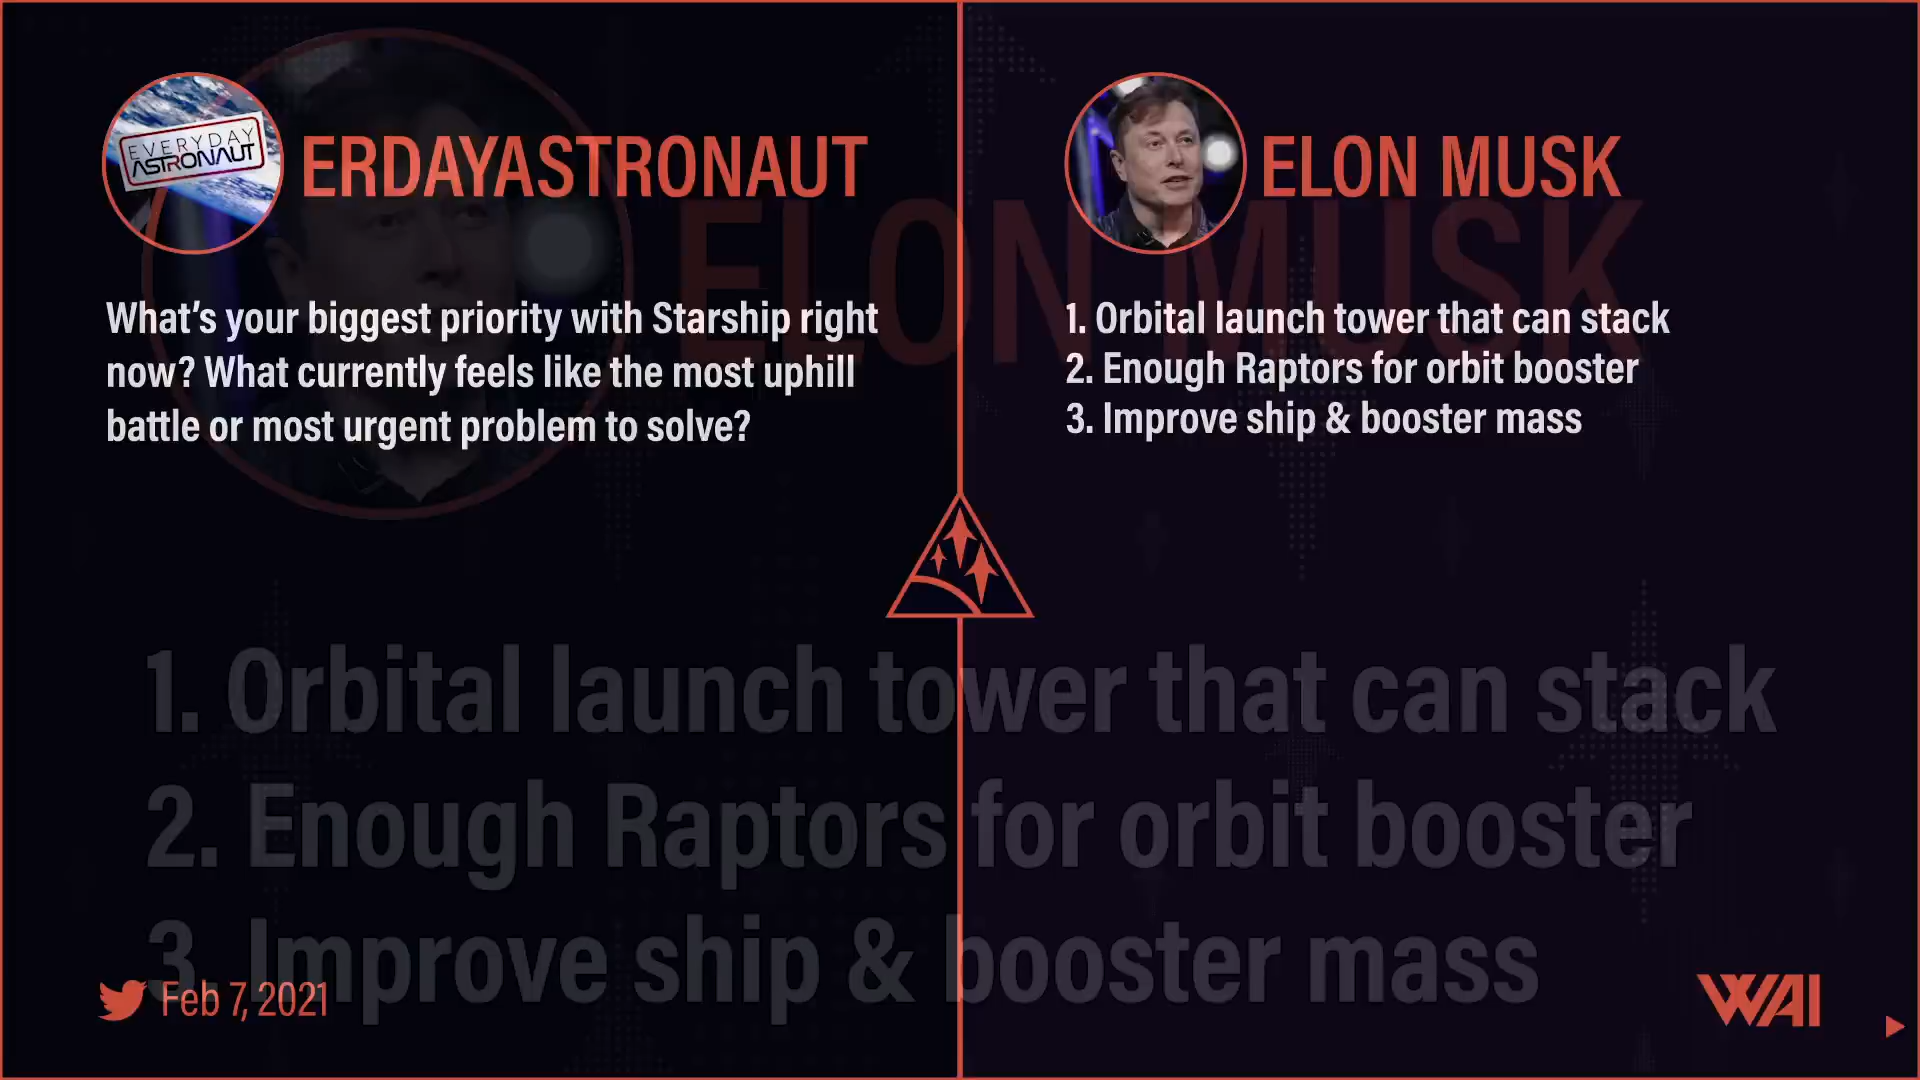 EVERYDAY
ASTRONAUT
ERDAYASTRONAUT
What's your biggest priority with Starship right
now? What currently feels like the most uphill
battle or most urgent problem to solve?
ELON MUSK
1. Orbital launch tower that can stack
2. Enough Raptors for orbit booster
3. Improve ship & booster mass
ELON MUSK
1. Orbital launch tower that can stack
2. Enough Raptors for orbit booster
3. Improve ship & booster mass
Feb 7, 2021
WAI